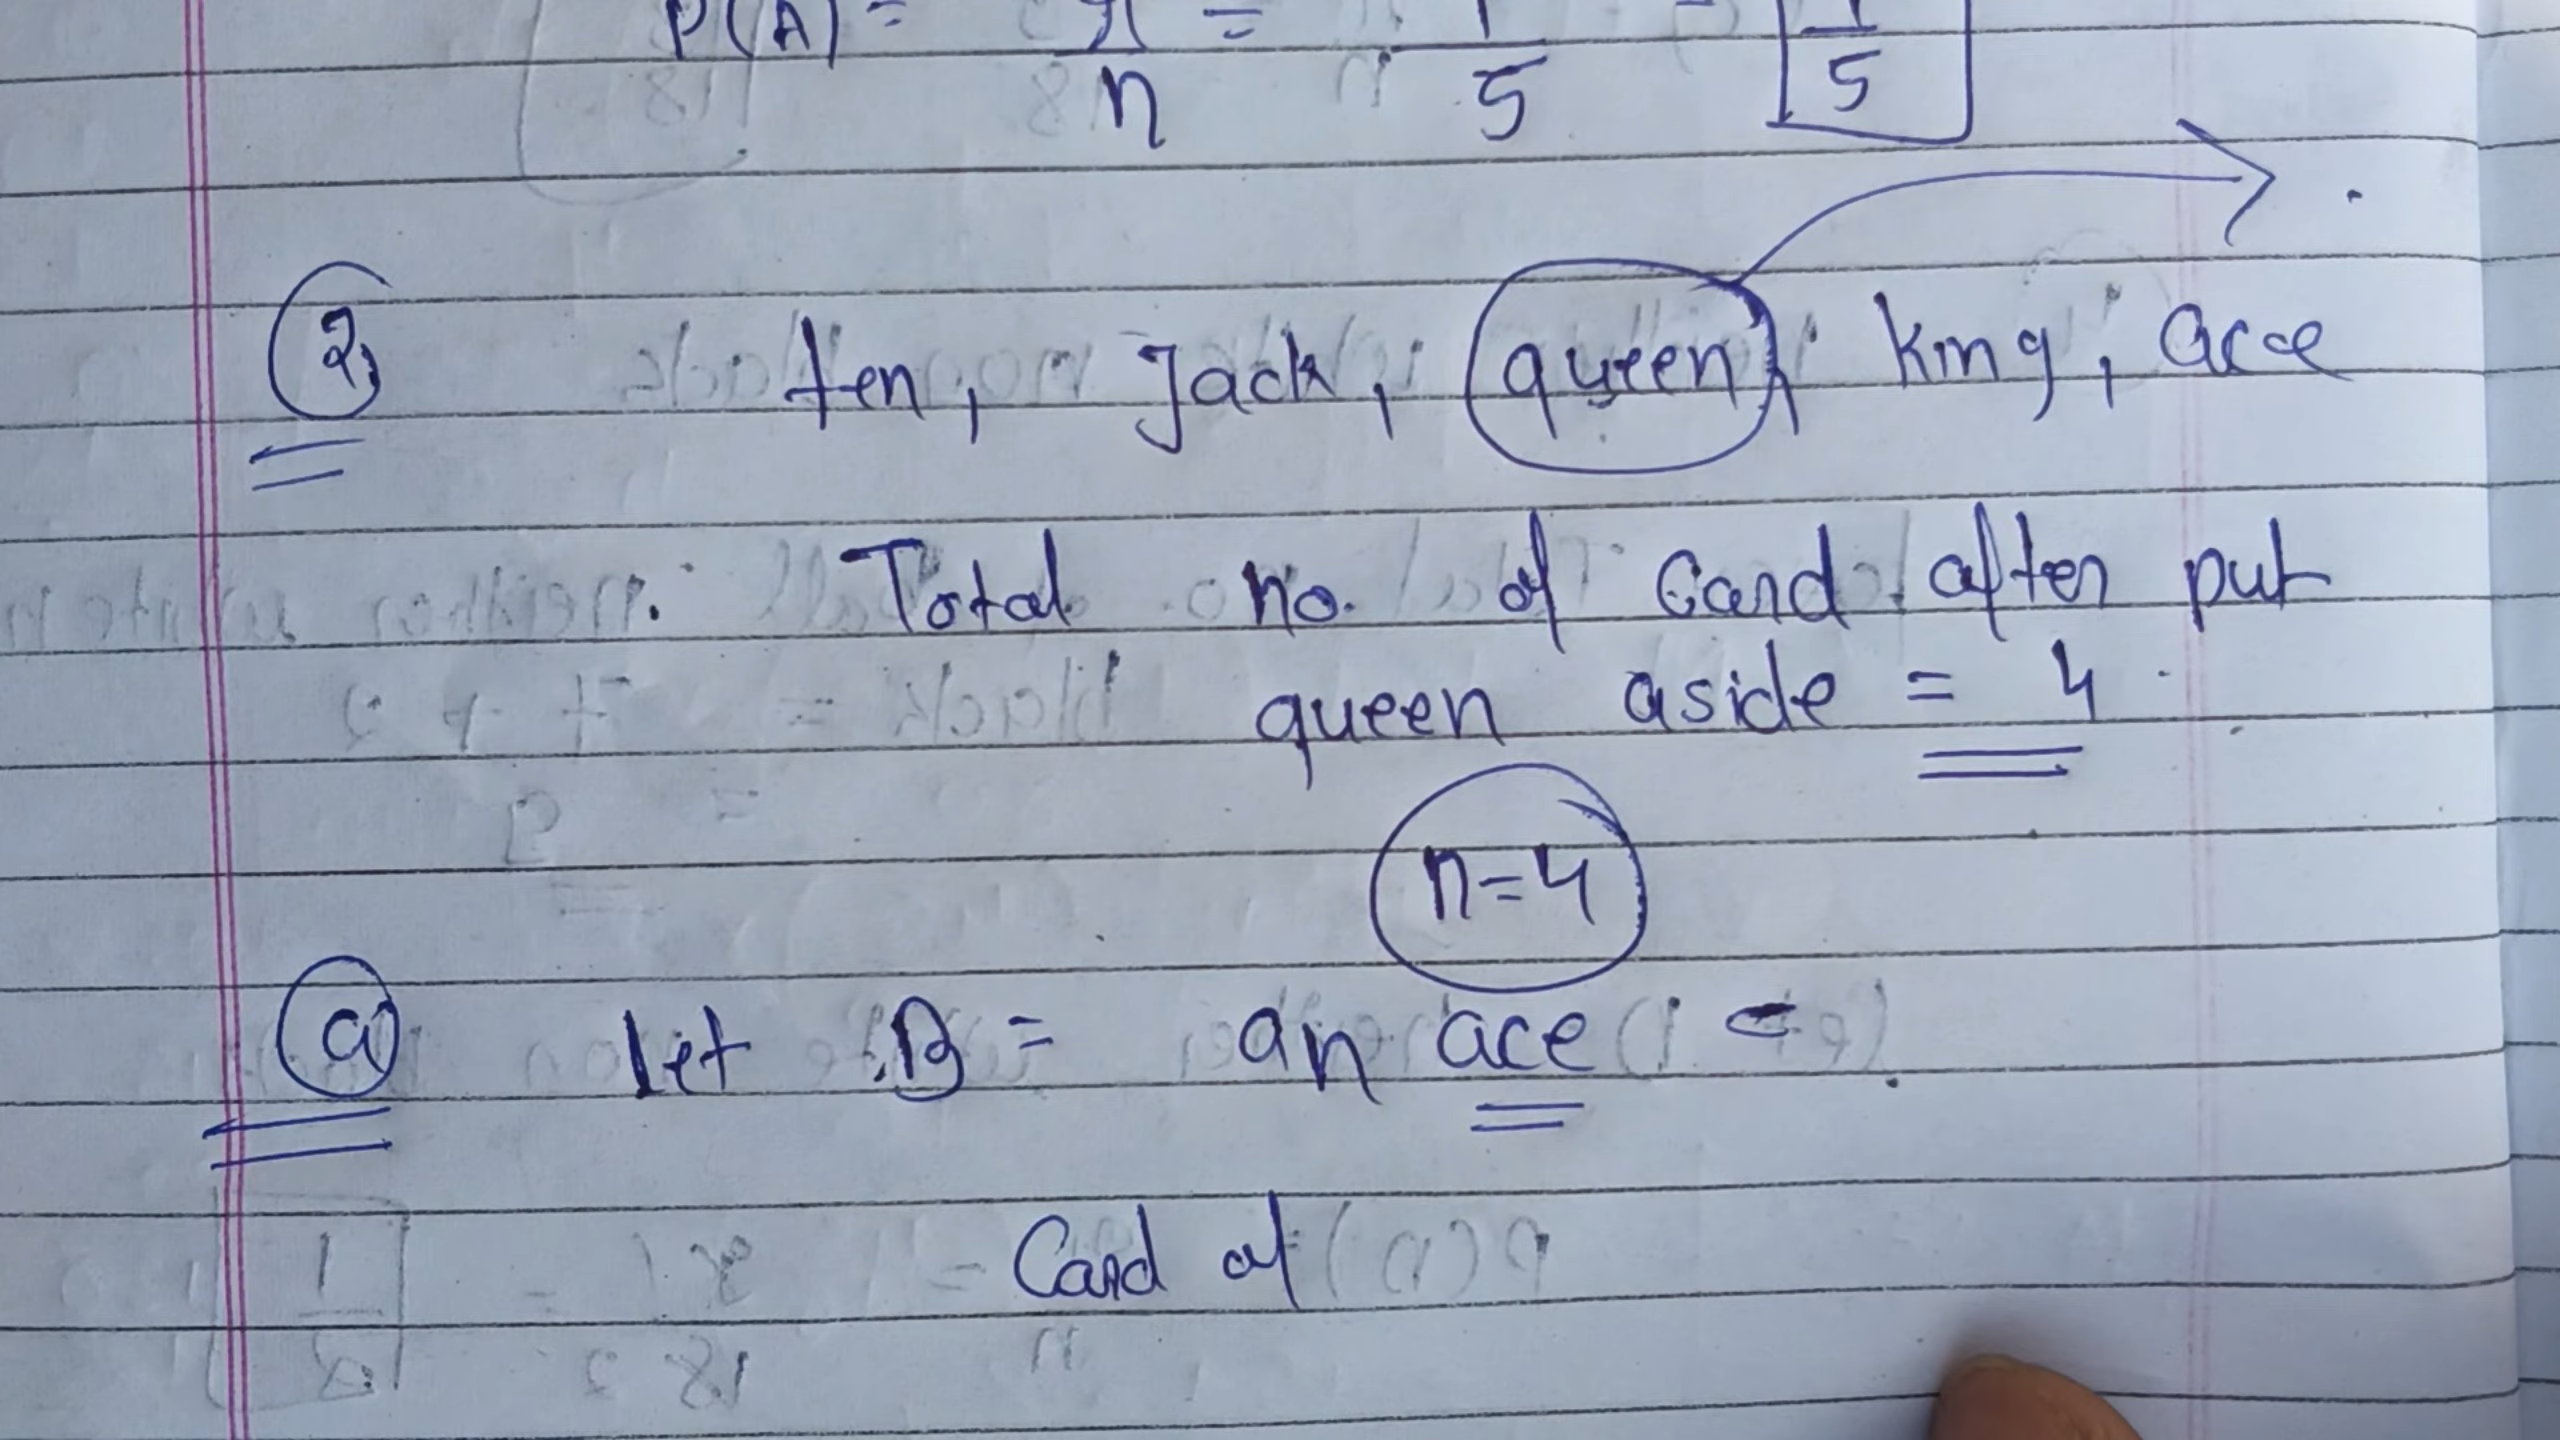 P(A) = x/n = 1/5 = 1/5
2) ten, Jack, queen, king, ace
Total no. of Card after put
queen aside = 4
n=4
a let B = an ace =
Card of